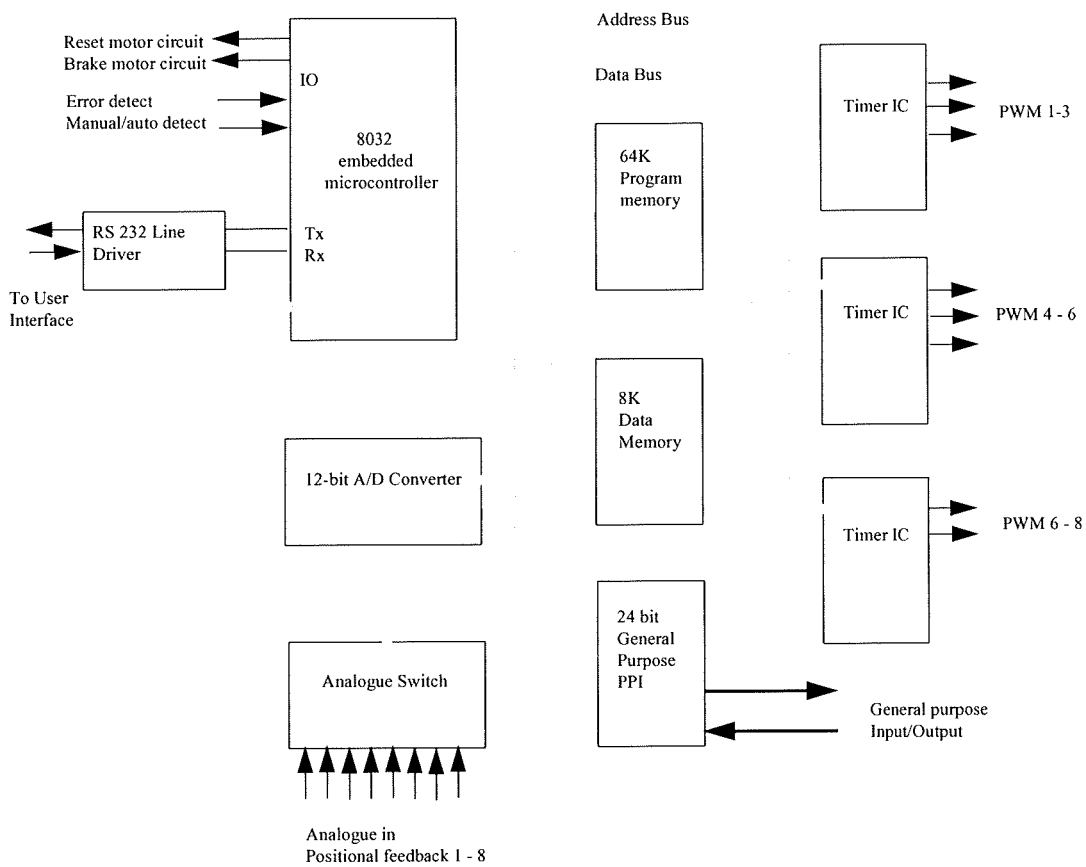 Reset motor circuit
Brake motor circuit
IO
Error detect
Manual/auto detect
8032
embedded
microcontroller
RS 232 Line
Driver
Tx
Rx
To User
Interface
12-bit A/D Converter
Analogue Switch
Analogue in
Positional feedback 1 - 8
Address Bus
Data Bus
64K
Program
memory
8K
Data
Memory
24 bit
General
Purpose
PPI
General purpose
Input/Output
Timer IC
PWM 1-3
Timer IC
PWM 4 - 6
Timer IC
PWM 6 - 8